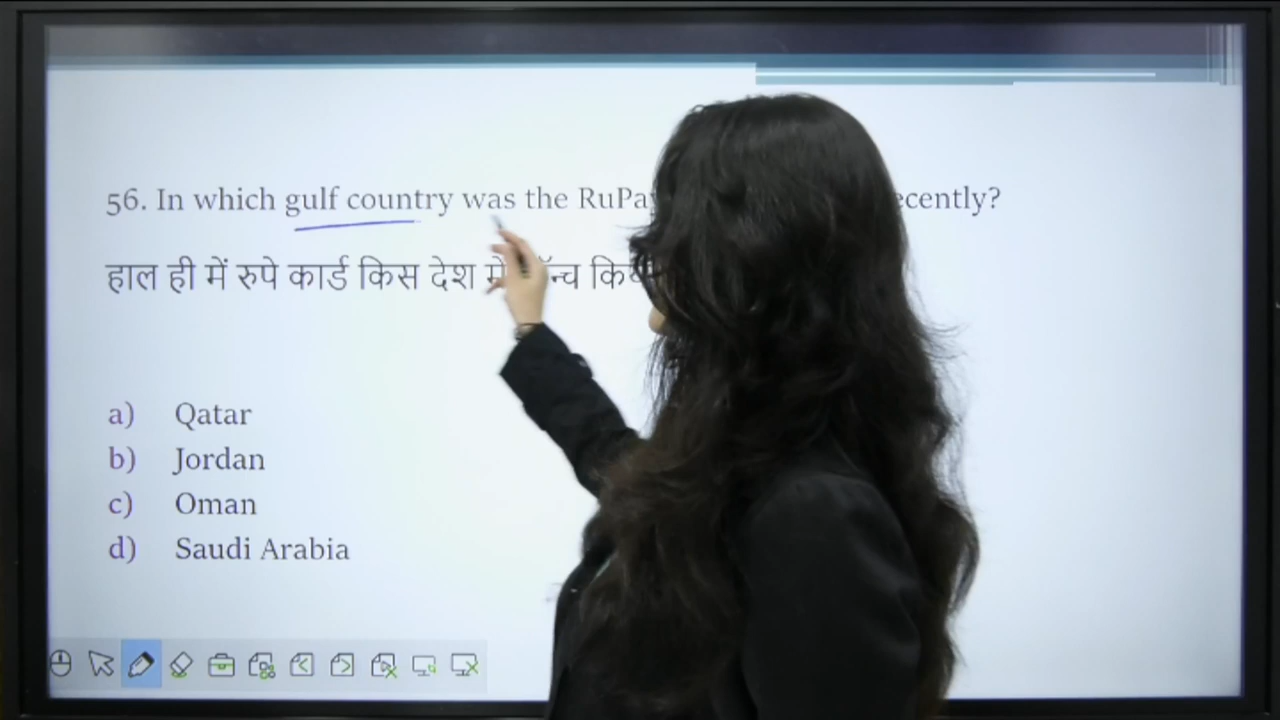 56. In which gulf country was the RuPay ecently?
हाल ही में रुपे कार्ड किस देश में लॉन्च
a) Qatar
b) Jordan
c) Oman
d) Saudi Arabia